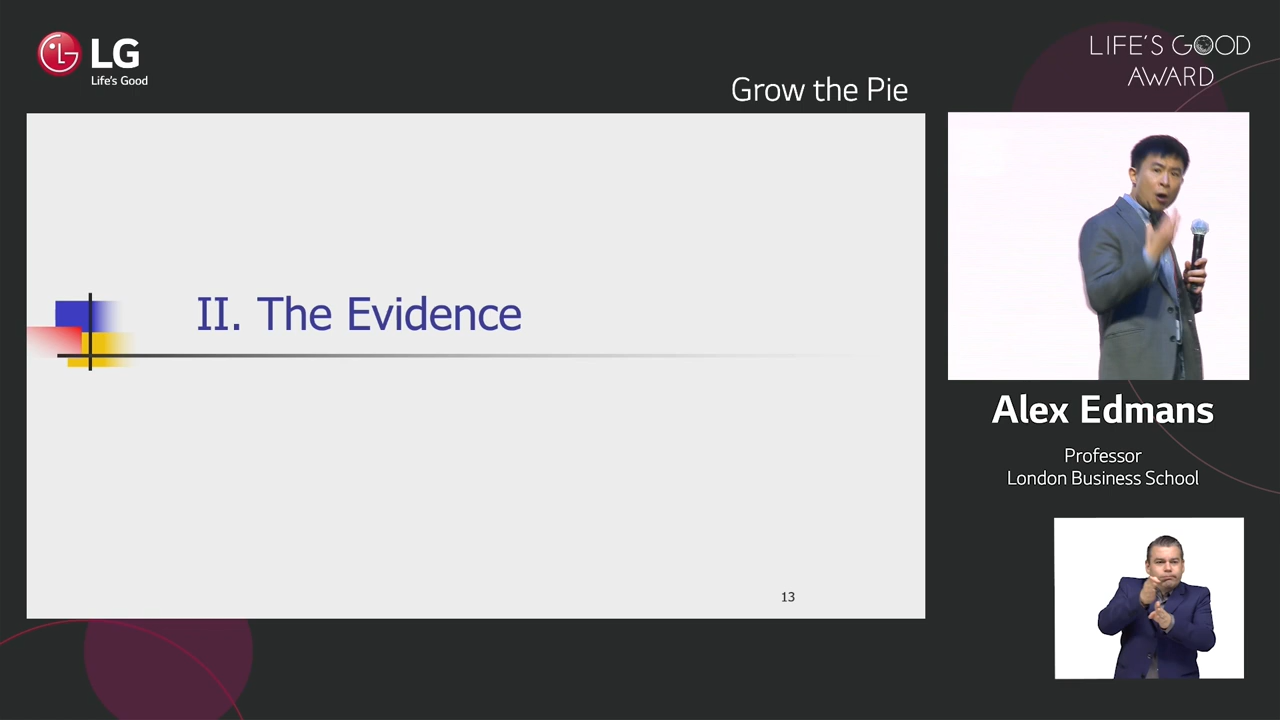 LG
Life's Good
LIFE'S GOOD
AWARD
Grow the Pie
II. The Evidence
13
Alex Edmans
Professor
London Business School